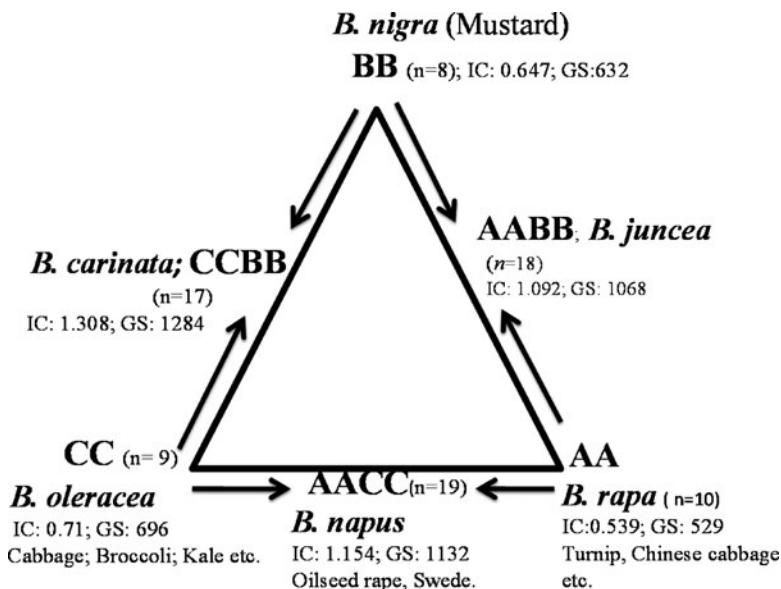 B. nigra (Mustard)
BB (n=8); IC: 0.647; GS:632
AABB; B. juncea
(n=18)
IC: 1.092; GS: 1068
B. carinata; CCBB
(n=17)
IC: 1.308; GS: 1284
CC (n= 9)
B. oleracea
IC: 0.71; GS: 696
Cabbage; Broccoli; Kale etc.
AACC(n=19)
B. napus
IC: 1.154; GS: 1132
Oilseed rape, Swede.
AA
B. rapa ( n=10)
IC:0.539; GS: 529
Turnip, Chinese cabbage
etc.